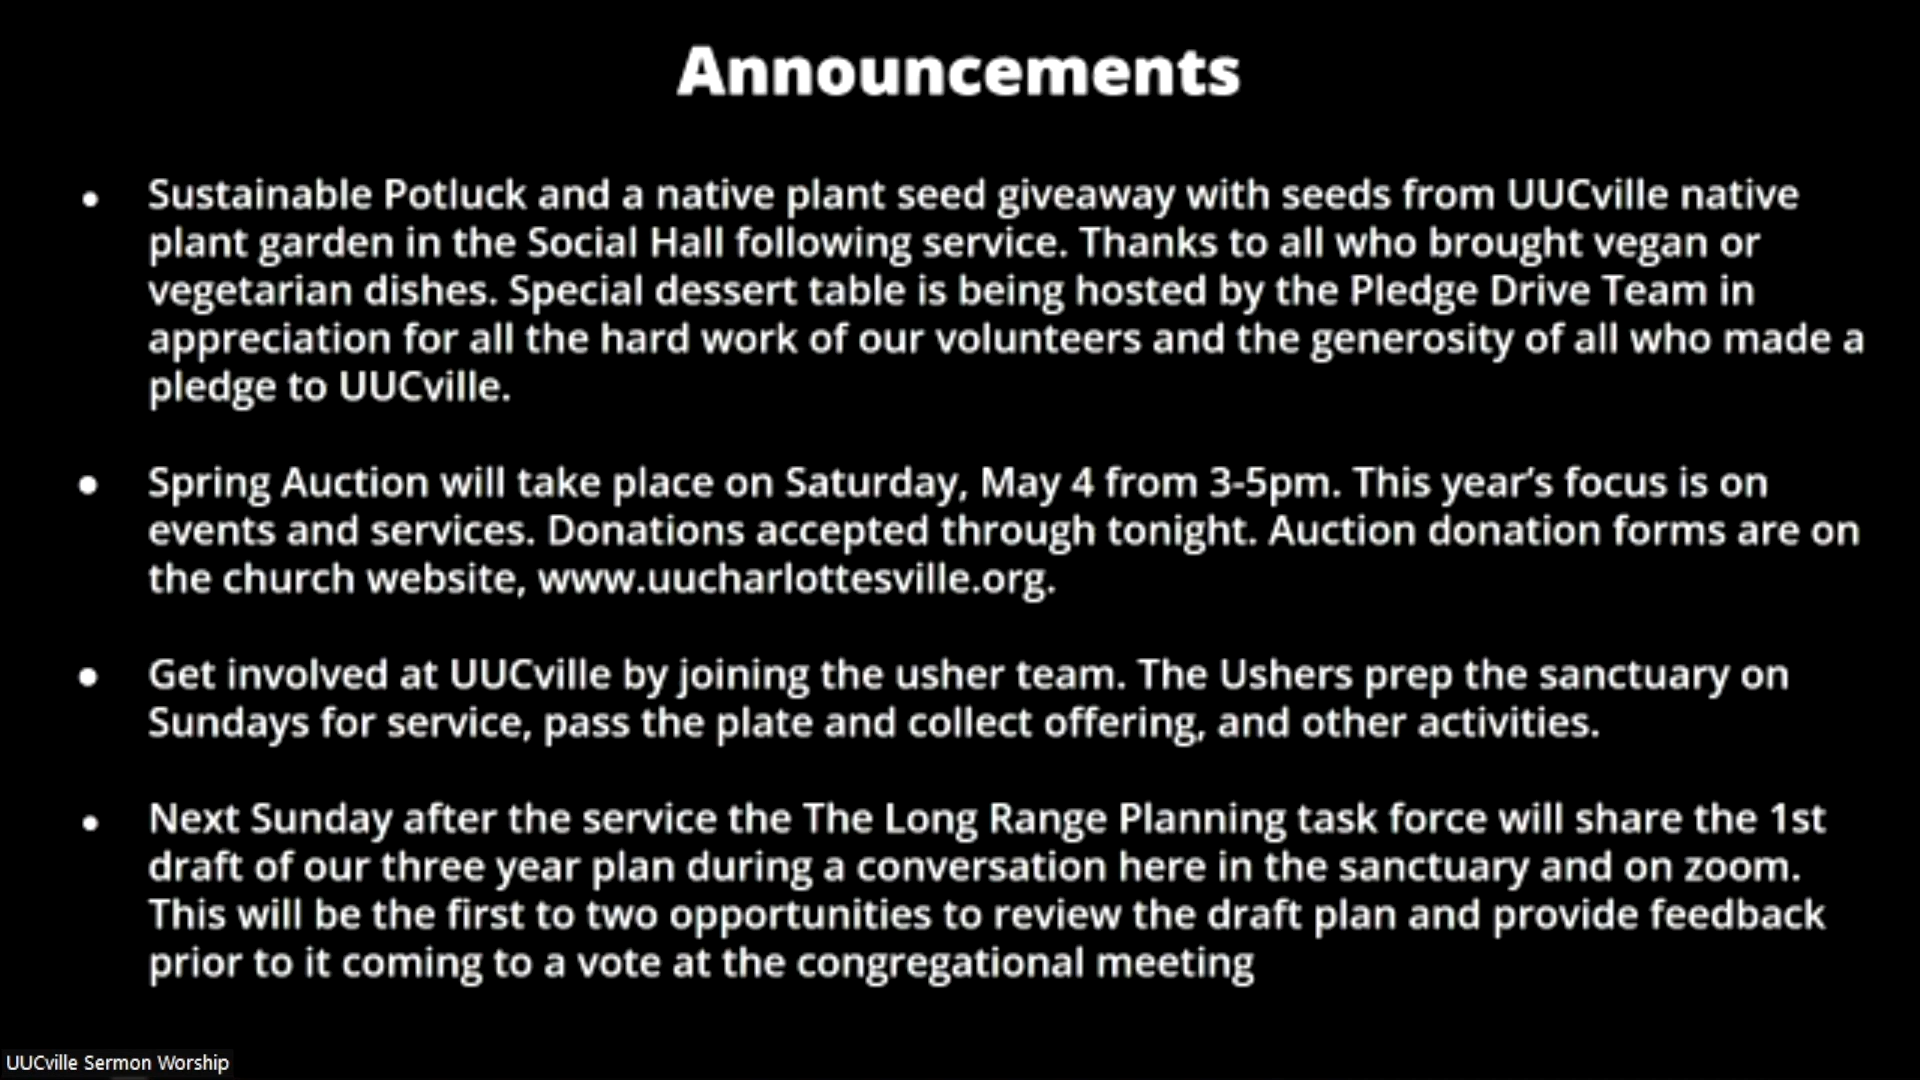 Announcements
• Sustainable Potluck and a native plant seed giveaway with seeds from UUCville native
plant garden in the Social Hall following service. Thanks to all who brought vegan or
vegetarian dishes. Special dessert table is being hosted by the Pledge Drive Team in
appreciation for all the hard work of our volunteers and the generosity of all who made a
pledge to UUCville.
• Spring Auction will take place on Saturday, May 4 from 3-5pm. This year’s focus is on
events and services. Donations accepted through tonight. Auction donation forms are on
the church website, www.uucharlottesville.org.
• Get involved at UUCville by joining the usher team. The Ushers prep the sanctuary on
Sundays for service, pass the plate and collect offering, and other activities.
• Next Sunday after the service the The Long Range Planning task force will share the 1st
draft of our three year plan during a conversation here in the sanctuary and on zoom.
This will be the first to two opportunities to review the draft plan and provide feedback
prior to it coming to a vote at the congregational meeting
UUCville Sermon Worship